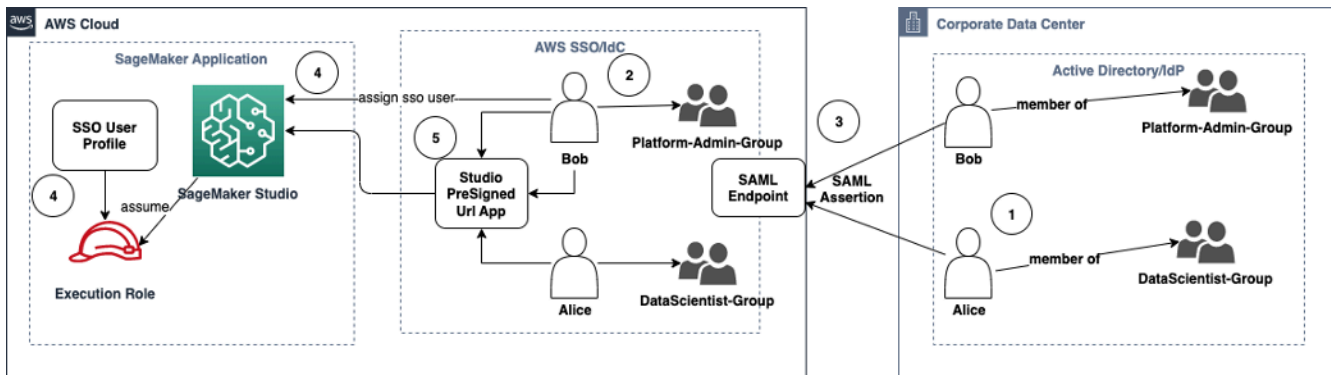 aws
AWS Cloud
SageMaker Application
4
SSO User
Profile
SageMaker Studio
4
assume
Execution Role
AWS SSO/IdC
2
assign sso user
Platform-Admin-Group
Bob
5
Studio
PreSigned
Url App
Alice
DataScientist-Group
3
SAML
Endpoint
SAML
Assertion
Corporate Data Center
Active Directory/IdP
member of
Platform-Admin-Group
Bob
1
member of
DataScientist-Group
Alice